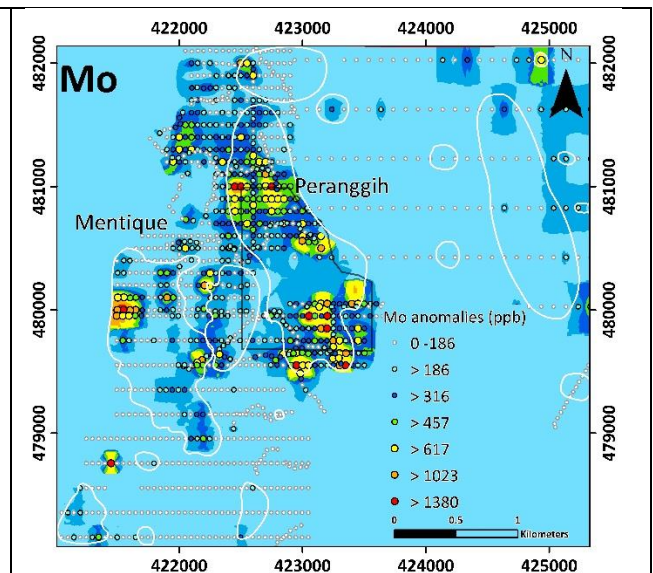 422000 423000 424000 425000
482000 482000
Mo
N
481000 481000
Peranggih
Mentique
480000 480000
Mo anomalies (ppb)
0 -186
> 186
> 316
> 457
> 617
> 1023
> 1380
479000 479000
0 0.5 1
Kilometers
422000 423000 424000 425000